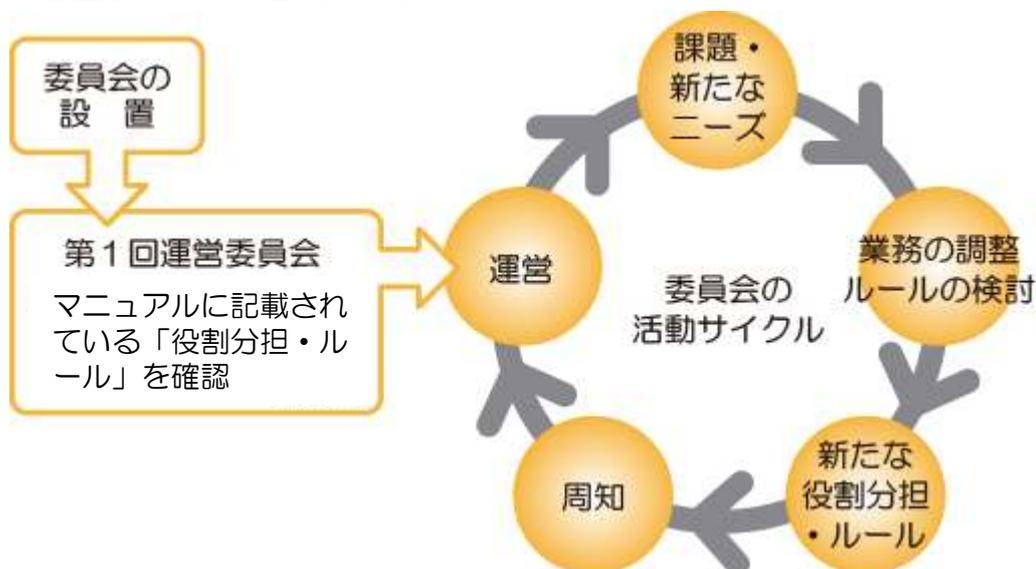 委員会の
設　置
第１回運営委員会
マニュアルに記載され
ている「役割分担・ル
ール」を確認
運営
課題・
新たな
ニーズ
業務の調整
ルールの検討
新たな
役割分担
・ルール
周知
委員会の
活動サイクル